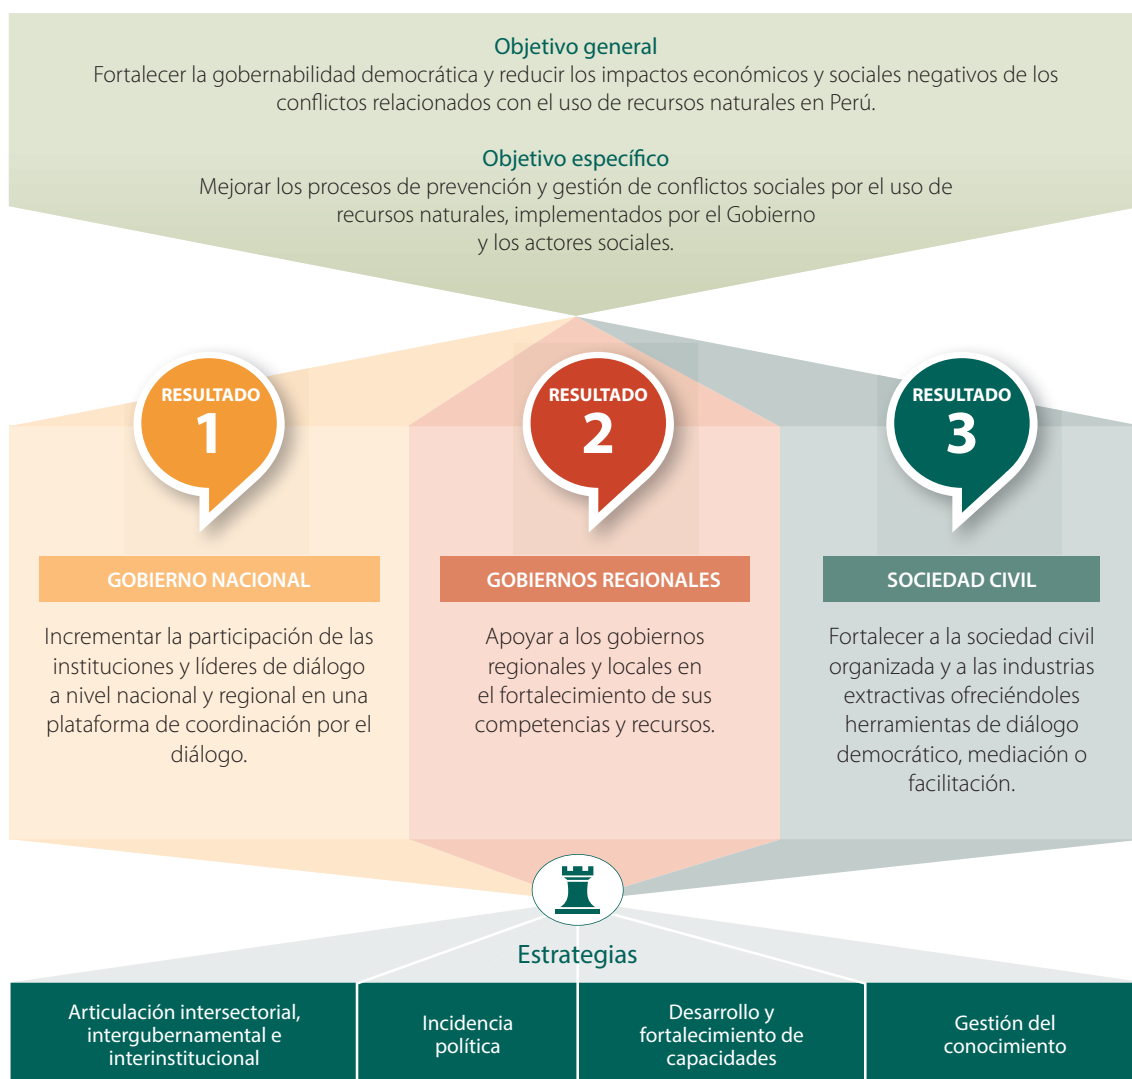 Objetivo general
Fortalecer la gobernabilidad democrática y reducir los impactos económicos y sociales negativos de los
conflictos relacionados con el uso de recursos naturales en Perú.
Objetivo específico
Mejorar los procesos de prevención y gestión de conflictos sociales por el uso de
recursos naturales, implementados por el Gobierno
y los actores sociales.
RESULTADO
1
GOBIERNO NACIONAL
Incrementar la participación de las
instituciones y líderes de diálogo
a nivel nacional y regional en una
plataforma de coordinación por el
diálogo.
RESULTADO
2
GOBIERNOS REGIONALES
Apoyar a los gobiernos
regionales y locales en
el fortalecimiento de sus
competencias y recursos.
RESULTADO
3
SOCIEDAD CIVIL
Fortalecer a la sociedad civil
organizada y a las industrias
extractivas ofreciéndoles
herramientas de diálogo
democrático, mediación o
facilitación.
Estrategias
Articulación intersectorial,
intergubernamental e
interinstitucional
Incidencia
política
Desarrollo y
fortalecimiento de
capacidades
Gestión del
conocimiento